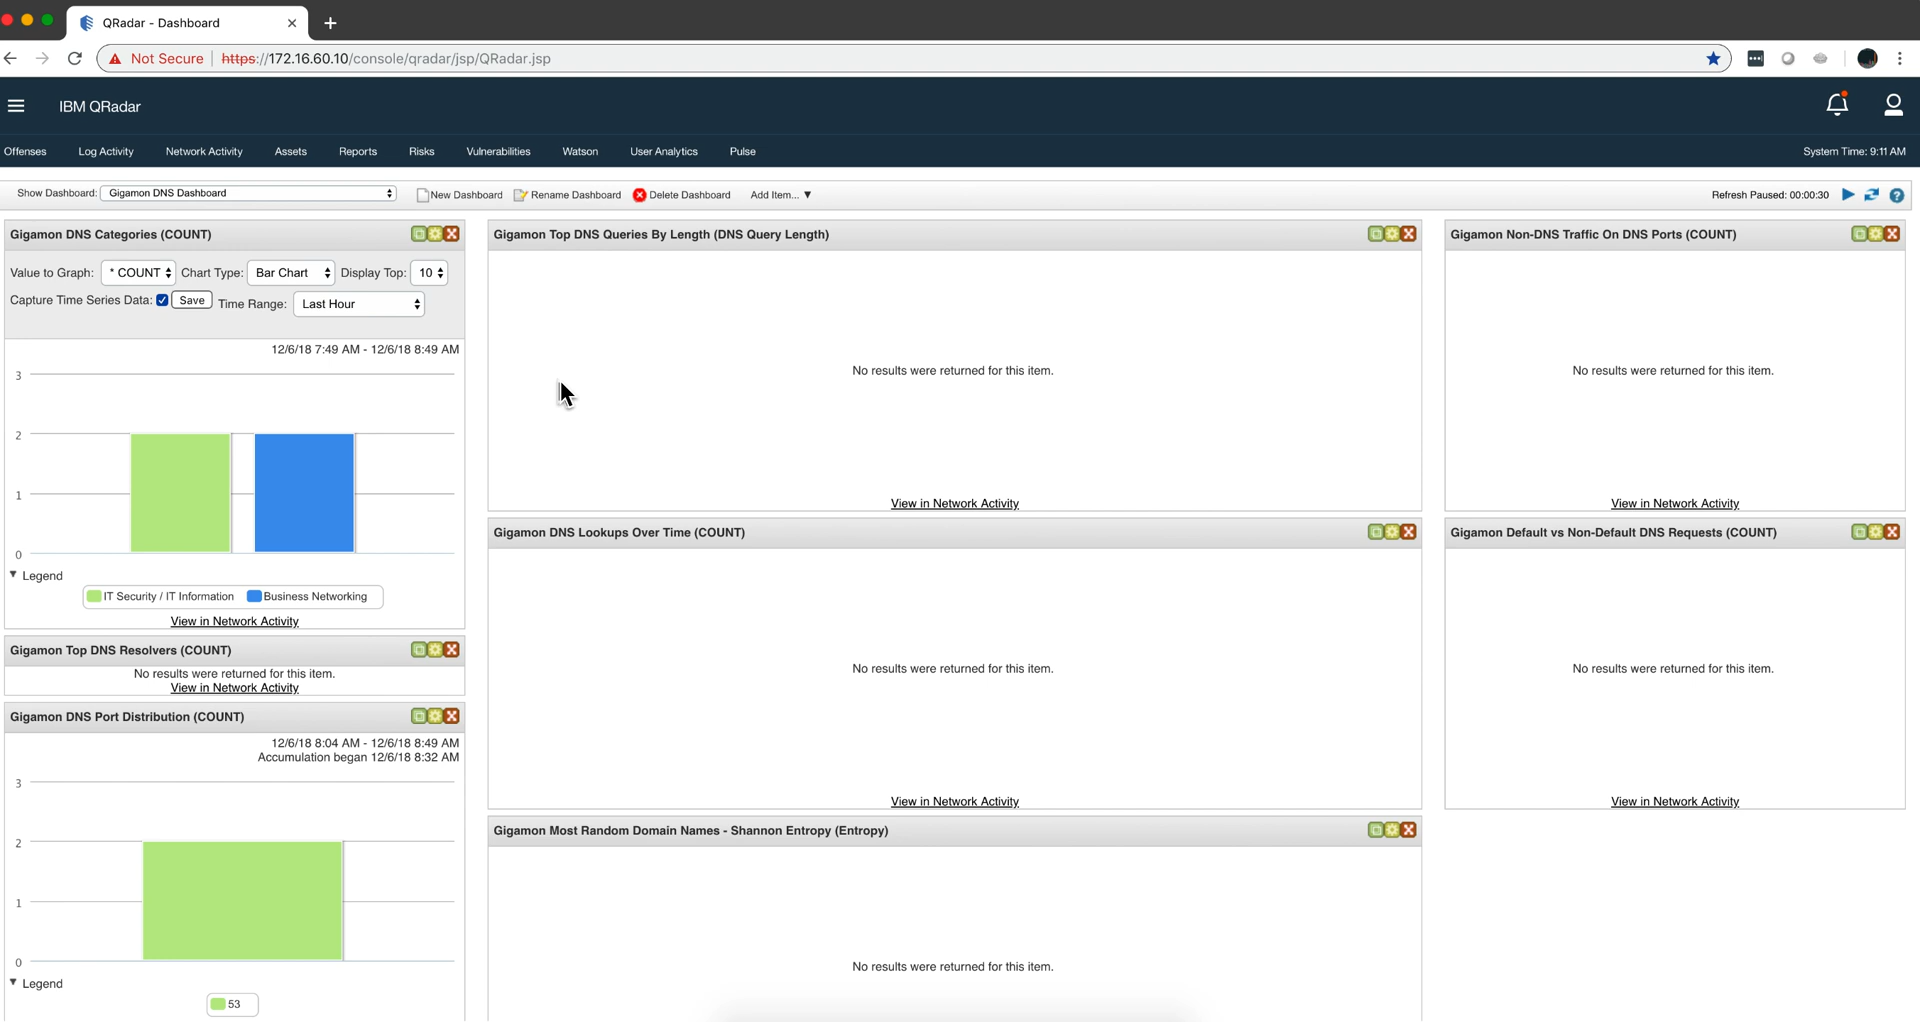 QRadar - Dashboard
Not Secure | https://172.16.60.10/console/qradar/jsp/QRadar.jsp
IBM QRadar
Offenses Log Activity Network Activity Assets Reports Risks Vulnerabilities Watson User Analytics Pulse System Time: 9:11 AM
Show Dashboard: Gigamon DNS Dashboard New Dashboard Rename Dashboard Delete Dashboard Add Item... ▼ Refresh Paused: 00:00:30
Gigamon DNS Categories (COUNT)
Value to Graph: * COUNT Chart Type: Bar Chart Display Top: 10
Capture Time Series Data: Save Time Range: Last Hour
12/6/18 7:49 AM - 12/6/18 8:49 AM
3
2
1
0
Legend
IT Security / IT Information Business Networking
View in Network Activity
Gigamon Top DNS Resolvers (COUNT)
No results were returned for this item.
View in Network Activity
Gigamon DNS Port Distribution (COUNT)
12/6/18 8:04 AM - 12/6/18 8:49 AM
Accumulation began 12/6/18 8:32 AM
3
2
1
0
Legend
53
Gigamon Top DNS Queries By Length (DNS Query Length)
No results were returned for this item.
View in Network Activity
Gigamon DNS Lookups Over Time (COUNT)
No results were returned for this item.
View in Network Activity
Gigamon Most Random Domain Names - Shannon Entropy (Entropy)
No results were returned for this item.
Gigamon Non-DNS Traffic On DNS Ports (COUNT)
No results were returned for this item.
View in Network Activity
Gigamon Default vs Non-Default DNS Requests (COUNT)
No results were returned for this item.
View in Network Activity